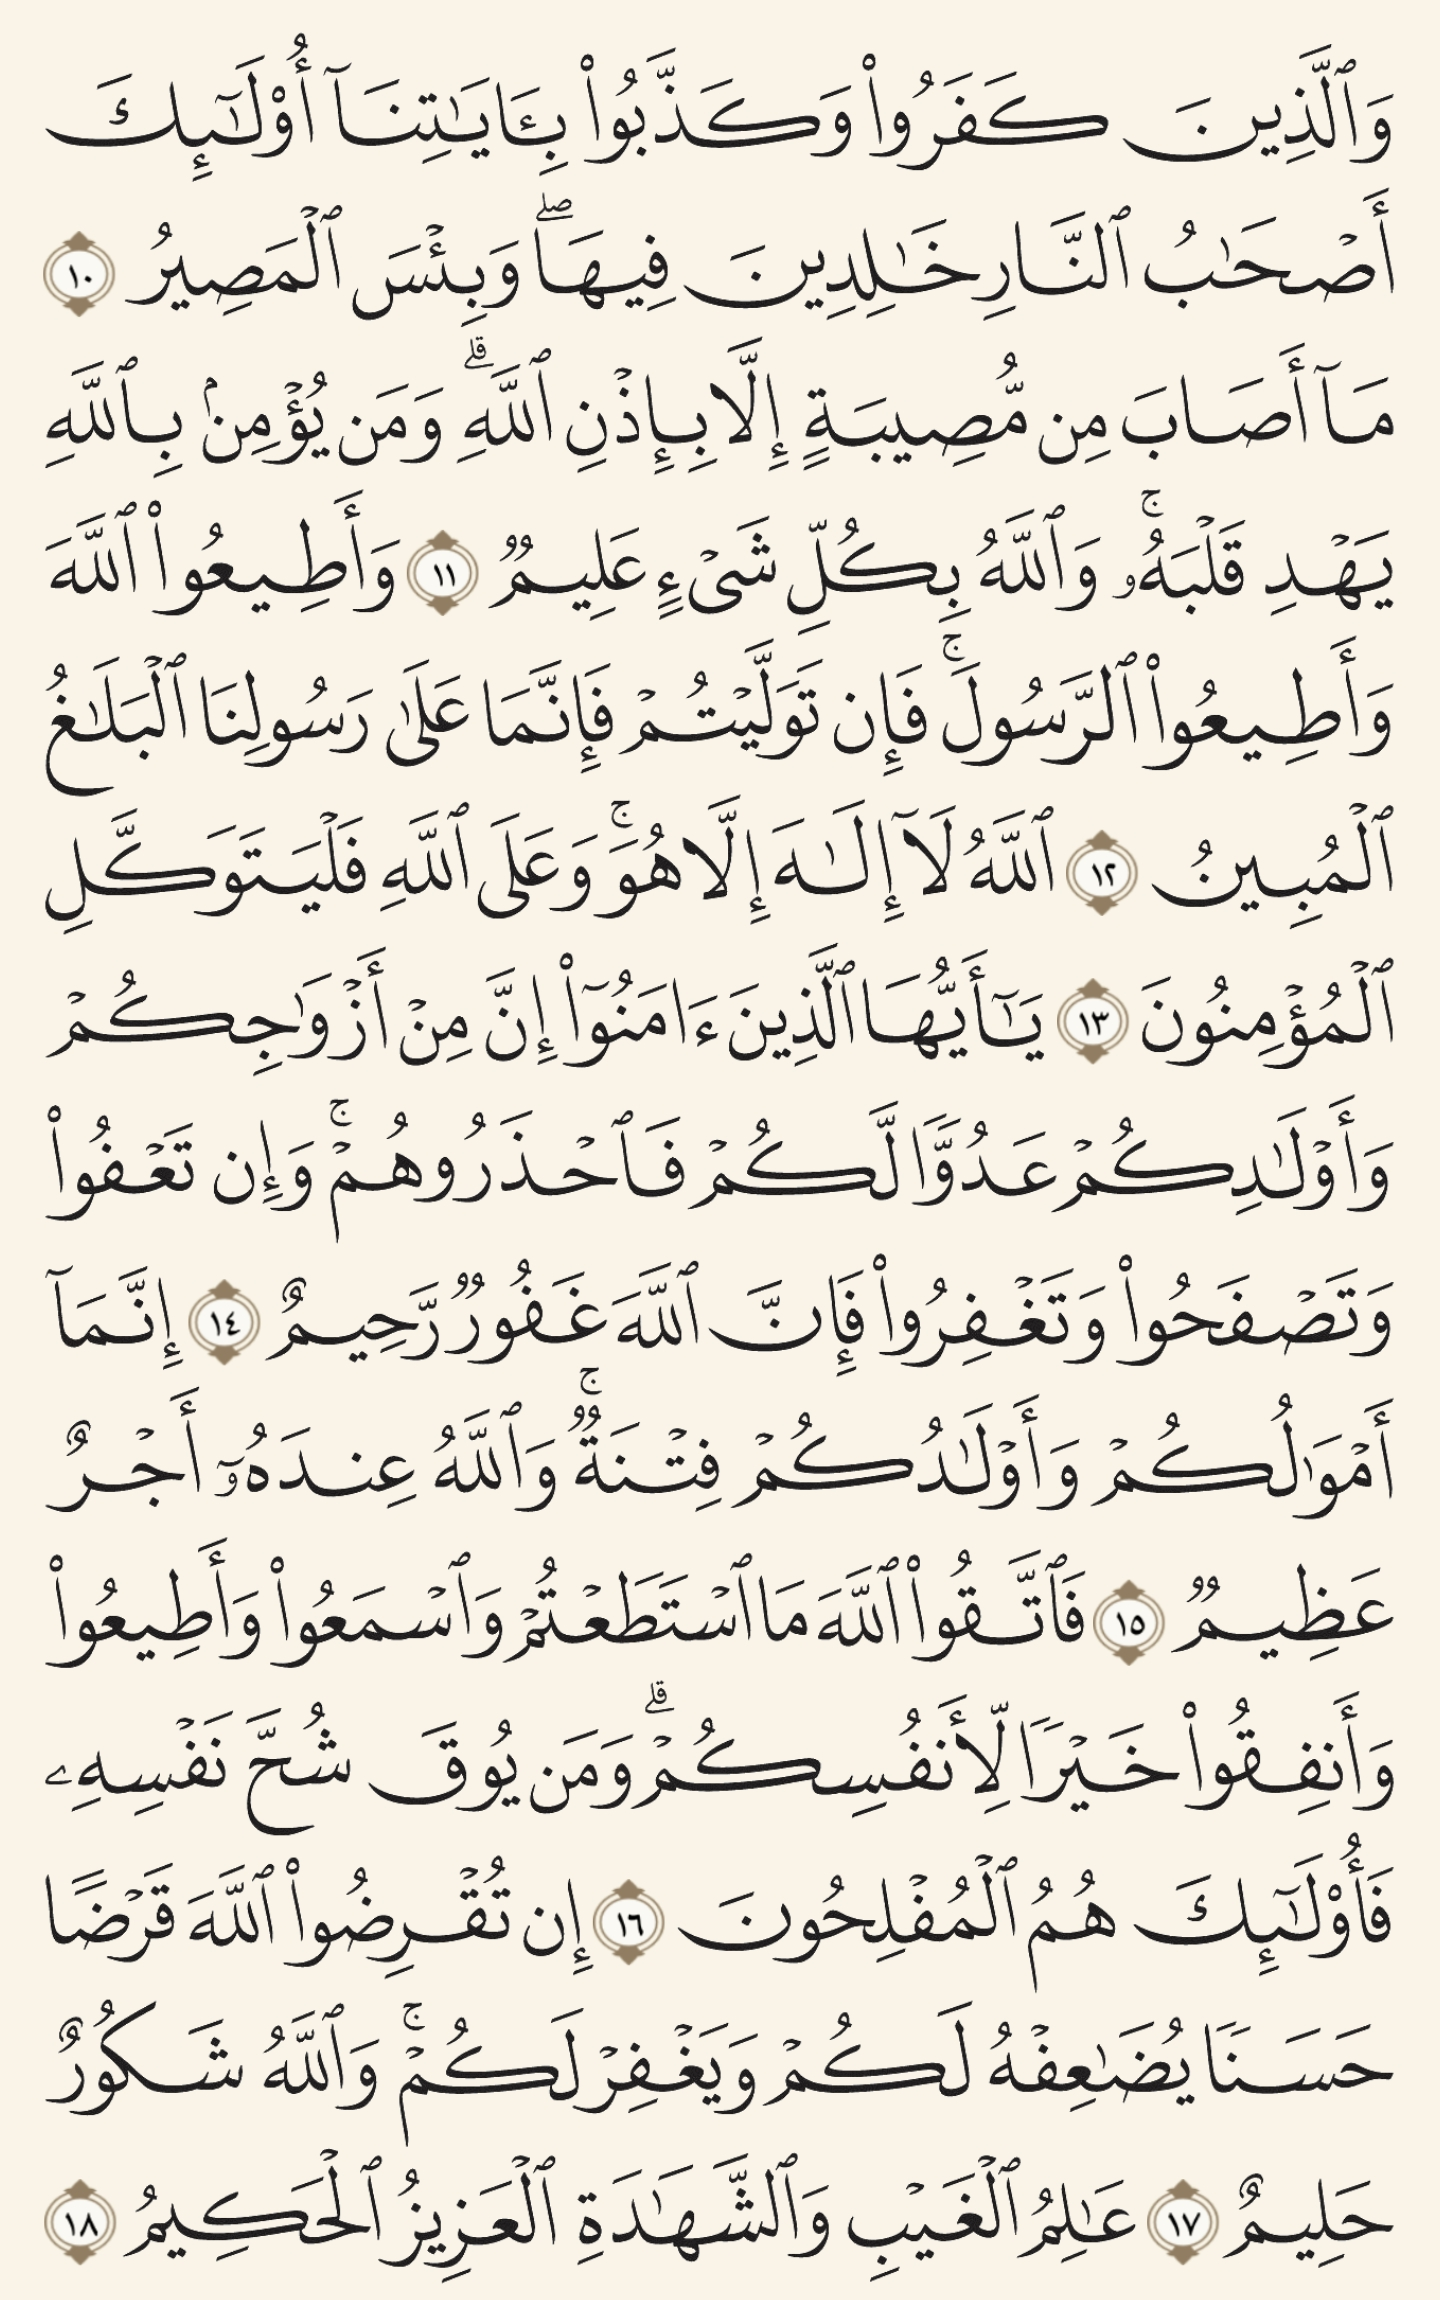 وَٱلَّذِينَ كَفَرُوا۟ وَكَذَّبُوا۟ بِـَٔايَـٰتِنَآ أُو۟لَـٰٓئِكَ
أَصْحَـٰبُ ٱلنَّارِ خَـٰلِدِينَ فِيهَا ۖ وَبِئْسَ ٱلْمَصِيرُ ١٠
مَآ أَصَابَ مِن مُّصِيبَةٍ إِلَّا بِإِذْنِ ٱللَّهِ ۗ وَمَن يُؤْمِنۢ بِٱللَّهِ
يَهْدِ قَلْبَهُۥ ۚ وَٱللَّهُ بِكُلِّ شَىْءٍ عَلِيمٌ ١١ وَأَطِيعُوا۟ ٱللَّهَ
وَأَطِيعُوا۟ ٱلرَّسُولَ ۚ فَإِن تَوَلَّيْتُمْ فَإِنَّمَا عَلَىٰ رَسُولِنَا ٱلْبَلَـٰغُ
ٱلْمُبِينُ ١٢ ٱللَّهُ لَآ إِلَـٰهَ إِلَّا هُوَ ۚ وَعَلَى ٱللَّهِ فَلْيَتَوَكَّلِ
ٱلْمُؤْمِنُونَ ١٣ يَـٰٓأَيُّهَا ٱلَّذِينَ ءَامَنُوٓا۟ إِنَّ مِنْ أَزْوَٰجِكُمْ
وَأَوْلَـٰدِكُمْ عَدُوًّا لَّكُمْ فَٱحْذَرُوهُمْ ۚ وَإِن تَعْفُوا۟
وَتَصْفَحُوا۟ وَتَغْفِرُوا۟ فَإِنَّ ٱللَّهَ غَفُورٌ رَّحِيمٌ ١٤ إِنَّمَآ
أَمْوَٰلُكُمْ وَأَوْلَـٰدُكُمْ فِتْنَةٌ ۚ وَٱللَّهُ عِندَهُۥٓ أَجْرٌ
عَظِيمٌ ١٥ فَٱتَّقُوا۟ ٱللَّهَ مَا ٱسْتَطَعْتُمْ وَٱسْمَعُوا۟ وَأَطِيعُوا۟
وَأَنفِقُوا۟ خَيْرًا لِّأَنفُسِكُمْ ۗ وَمَن يُوقَ شُحَّ نَفْسِهِۦ
فَأُو۟لَـٰٓئِكَ هُمُ ٱلْمُفْلِحُونَ ١٦ إِن تُقْرِضُوا۟ ٱللَّهَ قَرْضًا
حَسَنًا يُضَـٰعِفْهُ لَكُمْ وَيَغْفِرْ لَكُمْ ۚ وَٱللَّهُ شَكُورٌ
حَلِيمٌ ١٧ عَـٰلِمُ ٱلْغَيْبِ وَٱلشَّهَـٰدَةِ ٱلْعَزِيزُ ٱلْحَكِيمُ ١٨